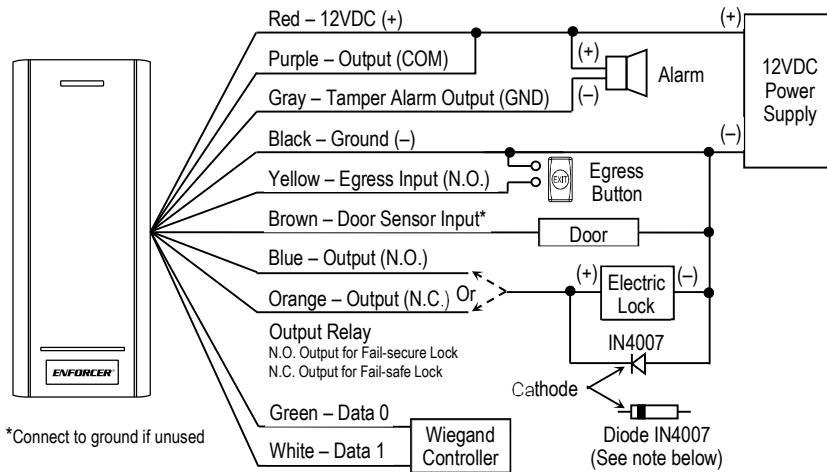 Red – 12VDC (+)
(+)
Purple – Output (COM)
(+)
Alarm
12VDC
Power
Supply
Gray – Tamper Alarm Output (GND)
(–)
Black – Ground (–)
(–)
Yellow – Egress Input (N.O.)
EXIT
Egress
Button
Brown – Door Sensor Input*
Door
Blue – Output (N.O.)
Orange – Output (N.C.)
Or
(+)
Electric
Lock
(–)
Output Relay
N.O. Output for Fail-secure Lock
N.C. Output for Fail-safe Lock
IN4007
Cathode
ENFORCER®
Green – Data 0
White – Data 1
Wiegand
Controller
Diode IN4007
(See note below)
*Connect to ground if unused